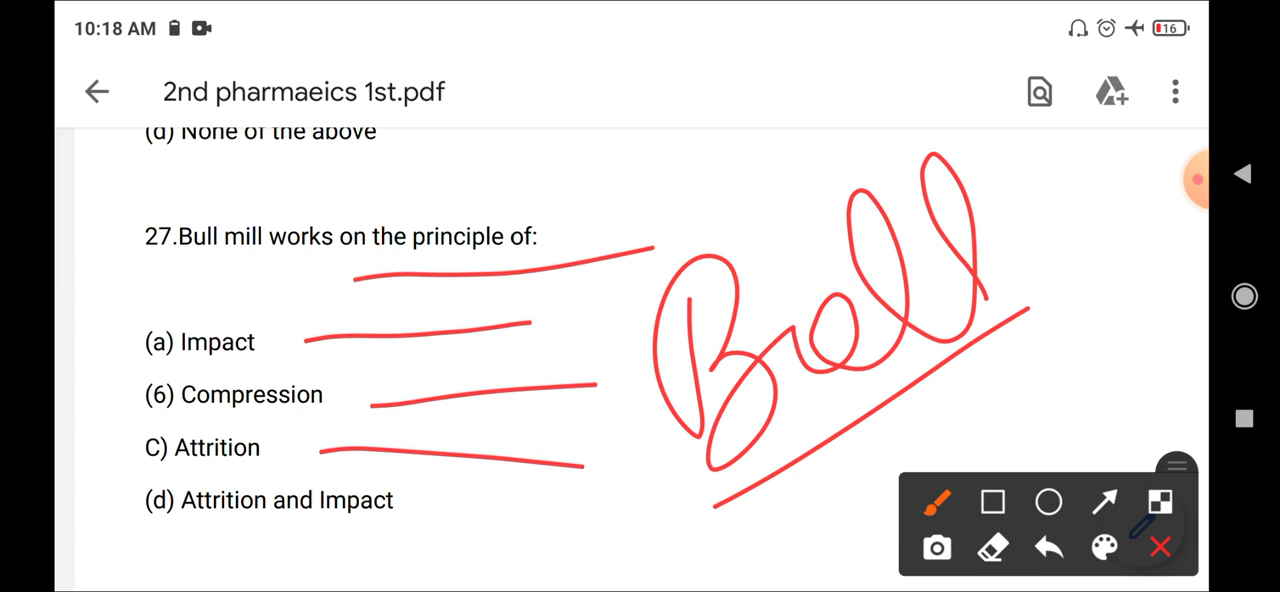 10:18 AM
16
2nd pharmaeics 1st.pdf
(d) None of the above
27.Bull mill works on the principle of:
Ball
(a) Impact
(6) Compression
C) Attrition
(d) Attrition and Impact